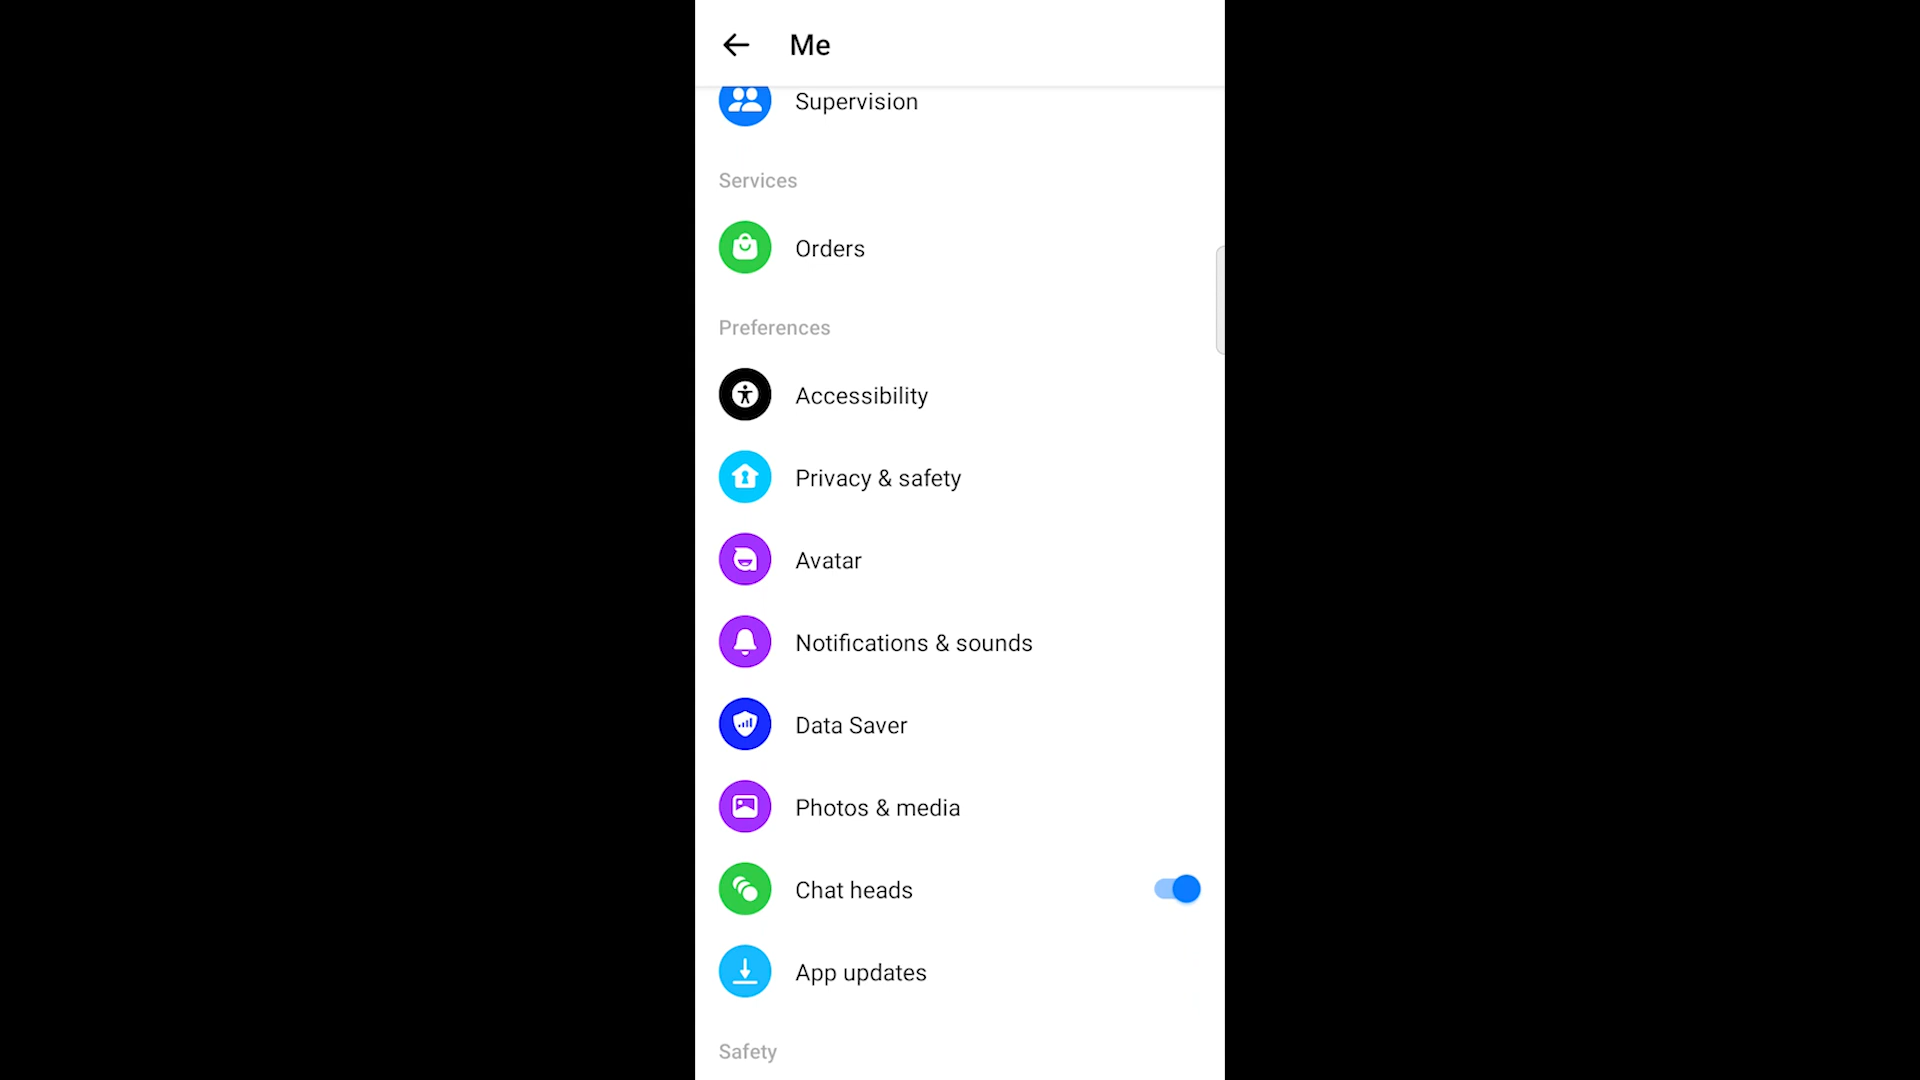 Me
Supervision
Services
Orders
Preferences
Accessibility
Privacy & safety
Avatar
Notifications & sounds
Data Saver
Photos & media
Chat heads
App updates
Safety